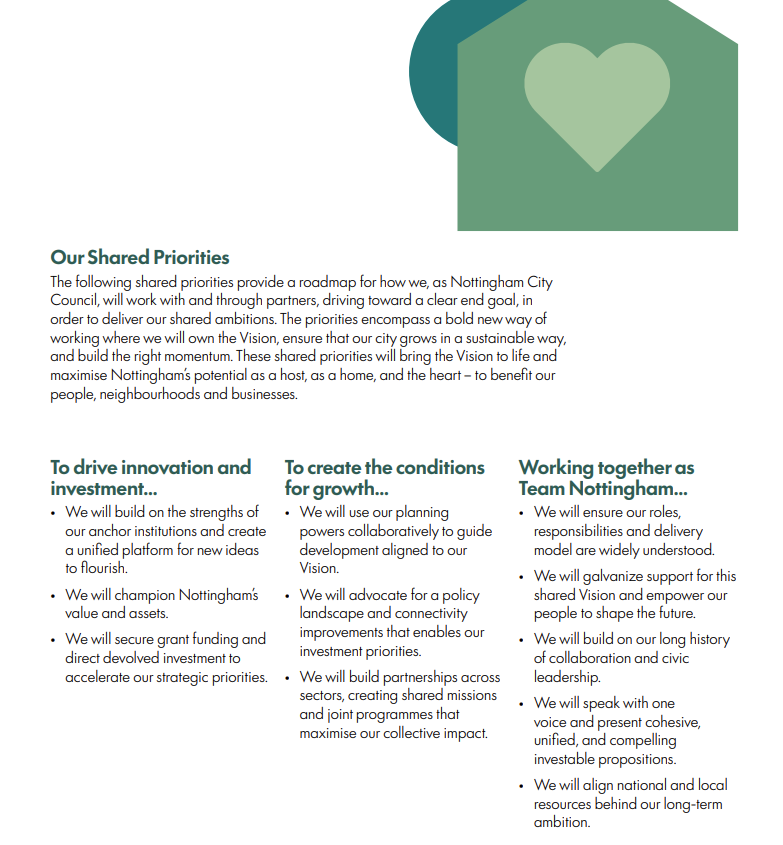 Our Shared Priorities
The following shared priorities provide a roadmap for how we, as Nottingham City
Council, will work with and through partners, driving toward a clear end goal, in
order to deliver our shared ambitions. The priorities encompass a bold new way of
working where we will own the Vision, ensure that our city grows in a sustainable way,
and build the right momentum. These shared priorities will bring the Vision to life and
maximise Nottingham's potential as a host, as a home, and the heart – to benefit our
people, neighbourhoods and businesses.
To drive innovation and
investment...
• We will build on the strengths of
our anchor institutions and create
a unified platform for new ideas
to flourish.
• We will champion Nottingham's
value and assets.
• We will secure grant funding and
direct devolved investment to
accelerate our strategic priorities.
To create the conditions
for growth...
• We will use our planning
powers collaboratively to guide
development aligned to our
Vision.
• We will advocate for a policy
landscape and connectivity
improvements that enables our
investment priorities.
• We will build partnerships across
sectors, creating shared missions
and joint programmes that
maximise our collective impact.
Working together as
Team Nottingham...
• We will ensure our roles,
responsibilities and delivery
model are widely understood.
• We will galvanize support for this
shared Vision and empower our
people to shape the future.
• We will build on our long history
of collaboration and civic
leadership.
• We will speak with one
voice and present cohesive,
unified, and compelling
investable propositions.
• We will align national and local
resources behind our long-term
ambition.